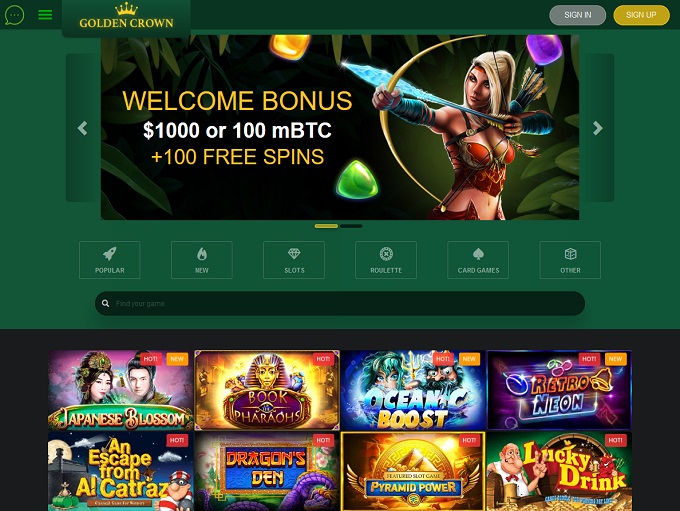 GOLDEN CROWN
SIGN IN
SIGN UP
WELCOME BONUS
$1000 or 100 mBTC
+100 FREE SPINS
POPULAR
NEW
SLOTS
ROULETTE
CARD GAMES
OTHER
Find your game
HOT!
NEW
JAPANESE BLOSSOM
HOT!
BOOK OF PHARAOHS
HOT!
NEW
OCEANIC
BOOST
HOT!
NEW
RETRO
NEON
HOT!
An
Escape
from
Alcatraz
HOT!
DRAGON'S
DEN
HOT!
FEATURED SLOT GAME
PYRAMID POWER
HOT!
Lucky
Drink